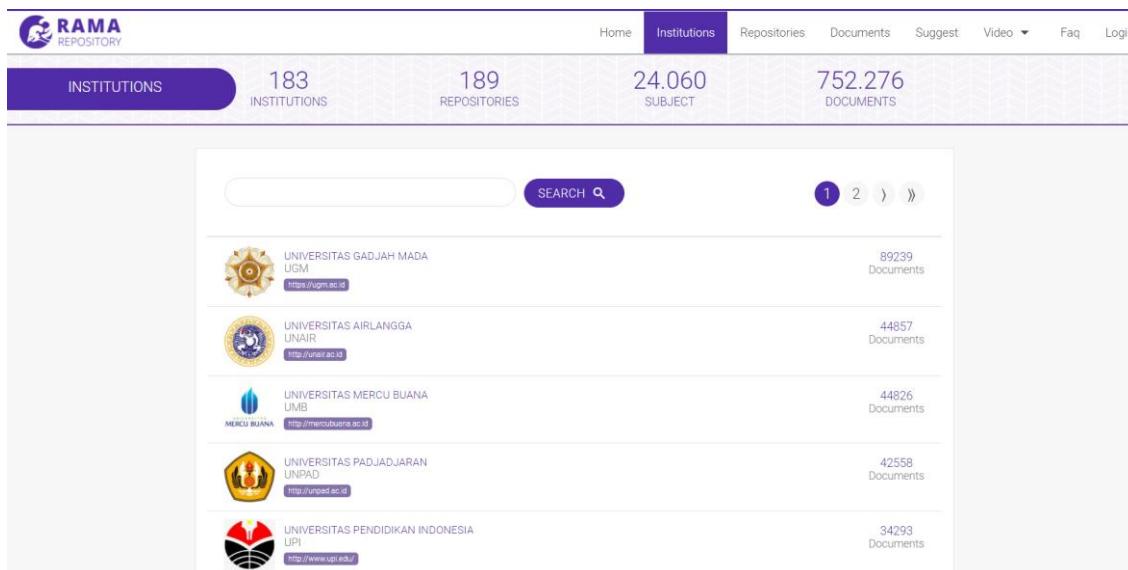 RAMA
REPOSITORY
Home Institutions Repositories Documents Suggest Video Faq Logi
INSTITUTIONS
183 189 24.060 752.276
INSTITUTIONS REPOSITORIES SUBJECT DOCUMENTS
SEARCH 1 2 ⟩ ⟫
UNIVERSITAS GADJAH MADA 89239
UGM Documents
https://ugm.ac.id
UNIVERSITAS AIRLANGGA 44857
UNAIR Documents
http://unair.ac.id
UNIVERSITAS MERCU BUANA 44826
UMB Documents
MERCU BUANA http://mercubuana.ac.id
UNIVERSITAS PADJADJARAN 42558
UNPAD Documents
http://unpad.ac.id
UNIVERSITAS PENDIDIKAN INDONESIA 34293
UPI Documents
http://www.upi.edu/